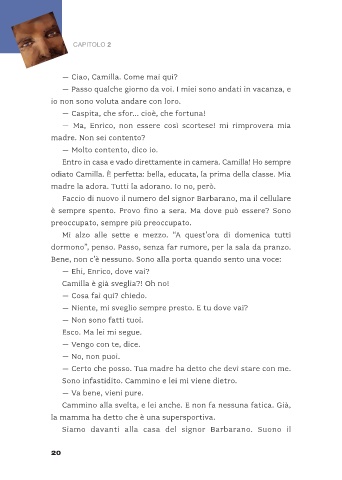 CAPITOLO 2
— Ciao, Camilla. Come mai qui?
— Passo qualche giorno da voi. I miei sono andati in vacanza, e
io non sono voluta andare con loro.
— Caspita, che sfor... cioè, che fortuna!
— Ma, Enrico, non essere così scortese! mi rimprovera mia
madre. Non sei contento?
— Molto contento, dico io.
Entro in casa e vado direttamente in camera. Camilla! Ho sempre
odiato Camilla. È perfetta: bella, educata, la prima della classe. Mia
madre la adora. Tutti la adorano. Io no, però.
Faccio di nuovo il numero del signor Barbarano, ma il cellulare
è sempre spento. Provo fino a sera. Ma dove può essere? Sono
preoccupato, sempre più preoccupato.
Mi alzo alle sette e mezzo. “A quest’ora di domenica tutti
dormono”, penso. Passo, senza far rumore, per la sala da pranzo.
Bene, non c’è nessuno. Sono alla porta quando sento una voce:
— Ehi, Enrico, dove vai?
Camilla è già sveglia?! Oh no!
— Cosa fai qui? chiedo.
— Niente, mi sveglio sempre presto. E tu dove vai?
— Non sono fatti tuoi.
Esco. Ma lei mi segue.
— Vengo con te, dice.
— No, non puoi.
— Certo che posso. Tua madre ha detto che devi stare con me.
Sono infastidito. Cammino e lei mi viene dietro.
— Va bene, vieni pure.
Cammino alla svelta, e lei anche. E non fa nessuna fatica. Già,
la mamma ha detto che è una supersportiva.
Siamo davanti alla casa del signor Barbarano. Suono il
20